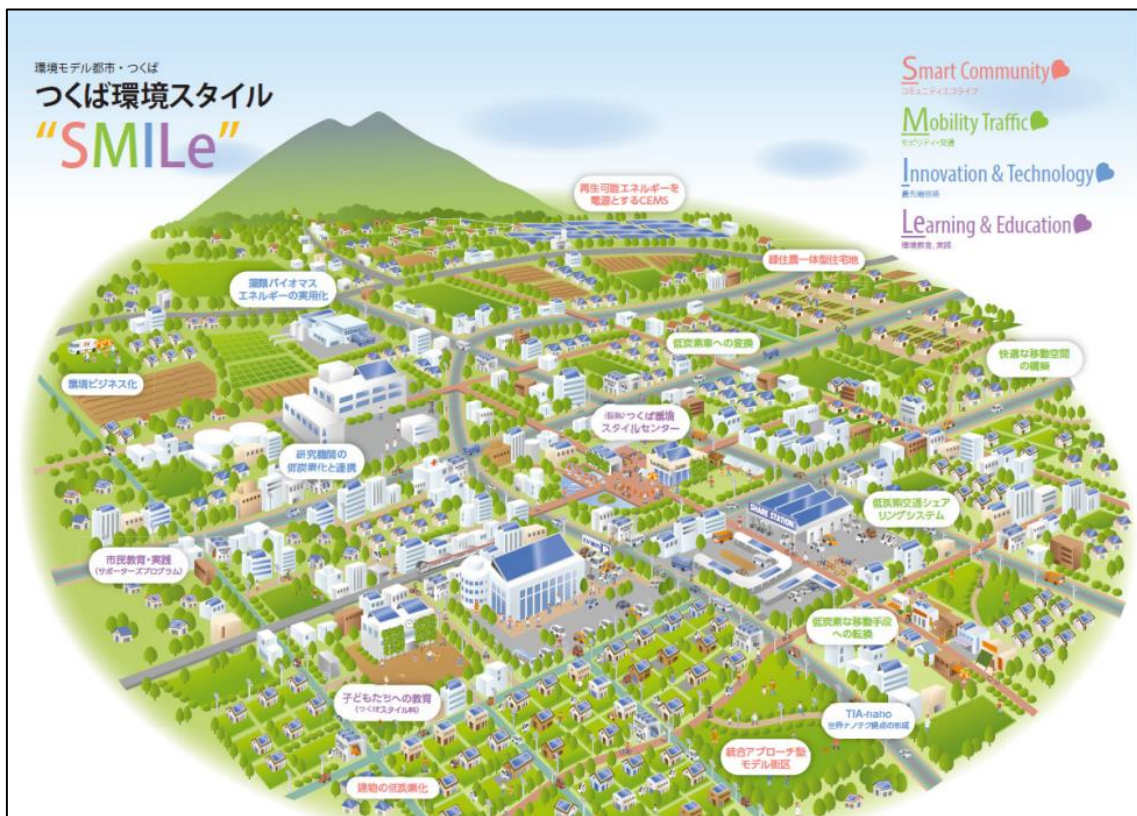 環境モデル都市・つくば
つくば環境スタイル
“SMILe”
Smart Community
コミュニティエコライフ
Mobility Traffic
モビリティ・交通
Innovation & Technology
最先端技術
Learning & Education
環境教育、実践
再生可能エネルギーを
電源とするCEMS
緑住農一体型住宅地
藻類バイオマス
エネルギーの実用化
低炭素車への変換
快適な移動空間
の構築
環境ビジネス化
(仮称)つくば環境
スタイルセンター
研究機関の
低炭素化と連携
SHARE STATION
低炭素交通シェア
リングシステム
市民教育・実践
(サポーターズプログラム)
低炭素な移動手段
への転換
子どもたちへの教育
(つくばスタイル科)
TIA-nano
世界ナノテク拠点の形成
統合アプローチ型
モデル街区
建物の低炭素化